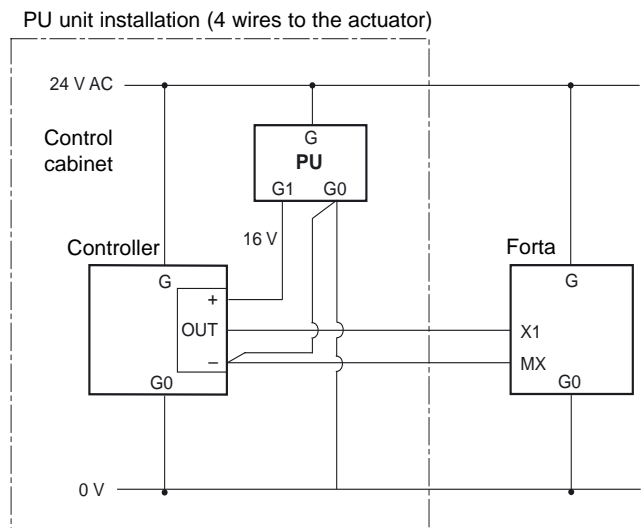 PU unit installation (4 wires to the actuator)
24 V AC
Control
cabinet
G
PU
G1 G0
16 V
Controller
G
+
OUT
–
G0
Forta
G
X1
MX
G0
0 V